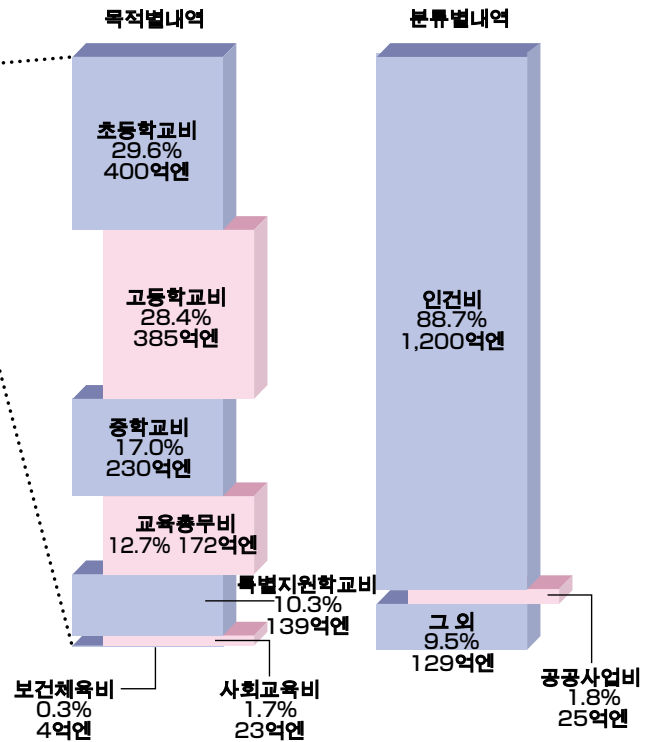 목적별내역
초등학교비
29.6%
400억엔
고등학교비
28.4%
385억엔
중학교비
17.0%
230억엔
교육총무비
12.7% 172억엔
특별지원학교비
10.3%
139억엔
보건체육비
0.3%
4억엔
사회교육비
1.7%
23억엔
분류별내역
인건비
88.7%
1,200억엔
그 외
9.5%
129억엔
공공사업비
1.8%
25억엔